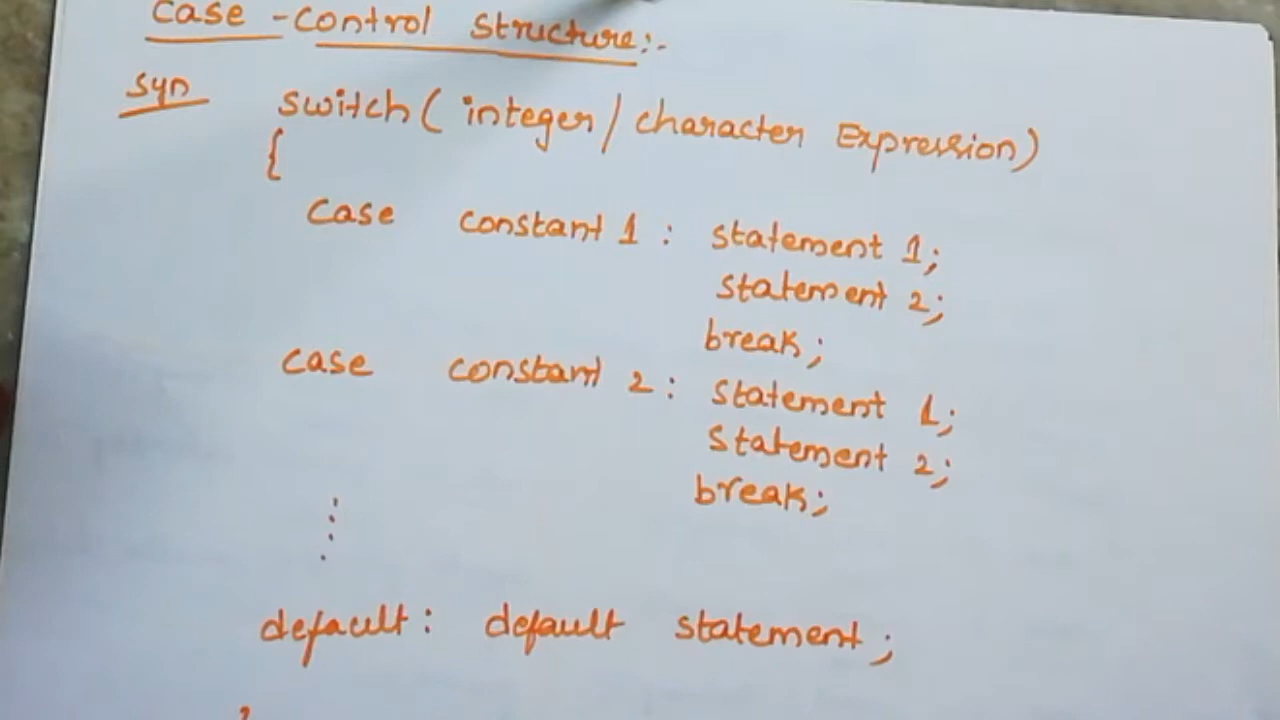 Case - Control Structure:-
Syn
switch( integer / character Expression)
{
case constant 1 : statement 1;
statement 2;
break;
case constant 2 : Statement 1;
Statement 2;
break;
⋮
default: default statement;
}